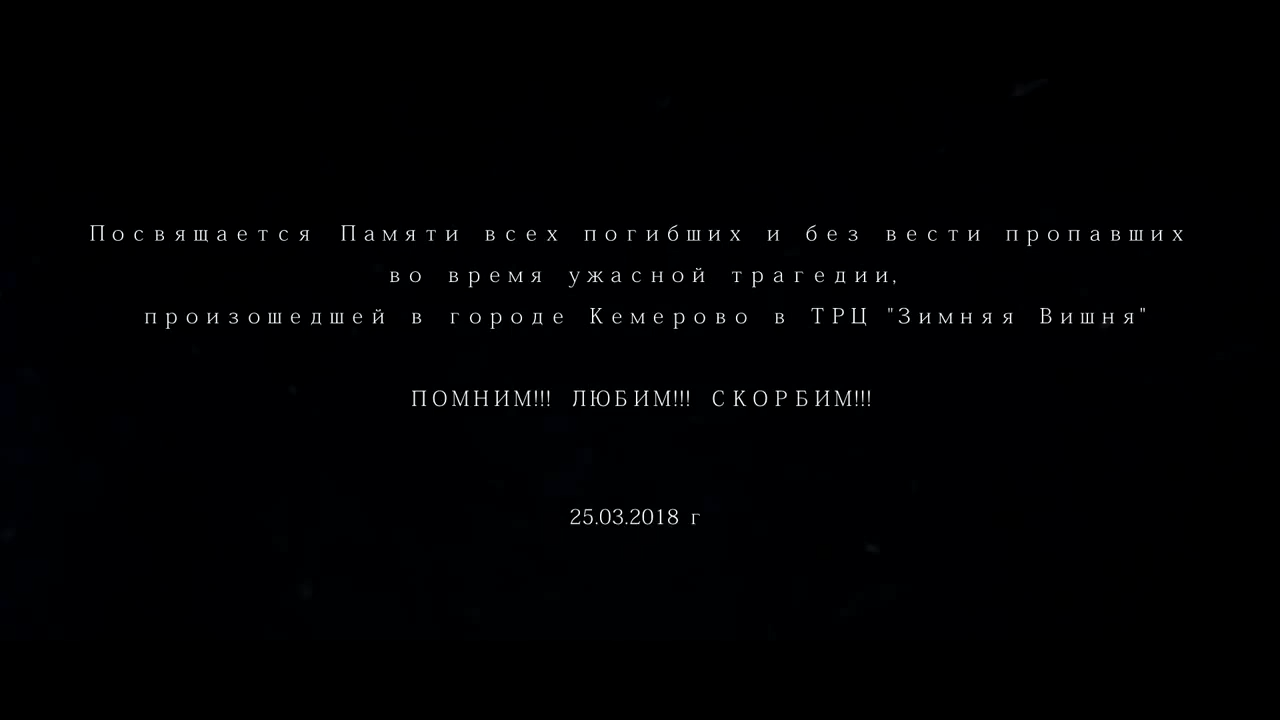 Посвящается Памяти всех погибших и без вести пропавших
во время ужасной трагедии,
произошедшей в городе Кемерово в ТРЦ "Зимняя Вишня"
ПОМНИМ!!! ЛЮБИМ!!! СКОРБИМ!!!
25.03.2018 г